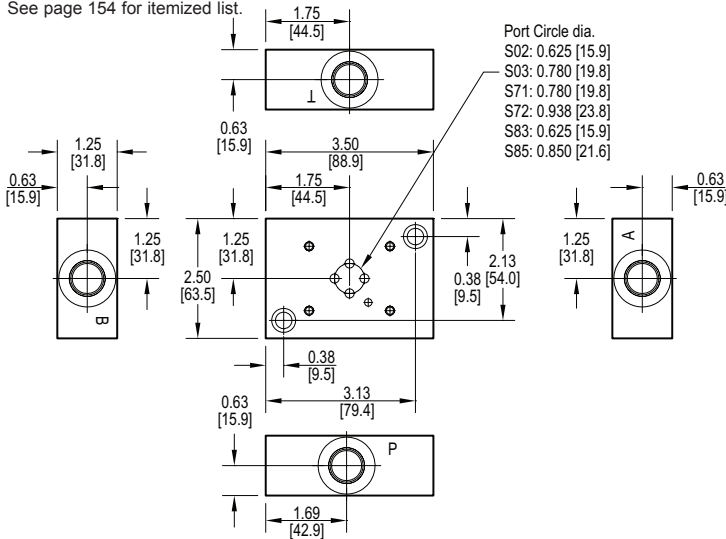 See page 154 for itemized list.
1.75
[44.5]
Port Circle dia.
S02: 0.625 [15.9]
S03: 0.780 [19.8]
S71: 0.780 [19.8]
S72: 0.938 [23.8]
S83: 0.625 [15.9]
S85: 0.850 [21.6]
T
0.63
[15.9]
1.25
[31.8]
3.50
[88.9]
0.63
[15.9]
1.75
[44.5]
0.63
[15.9]
1.25
[31.8]
1.25
[31.8]
2.50
[63.5]
0.38
[9.5]
2.13
[54.0]
1.25
[31.8]
A
B
0.38
[9.5]
3.13
[79.4]
0.63
[15.9]
P
1.69
[42.9]